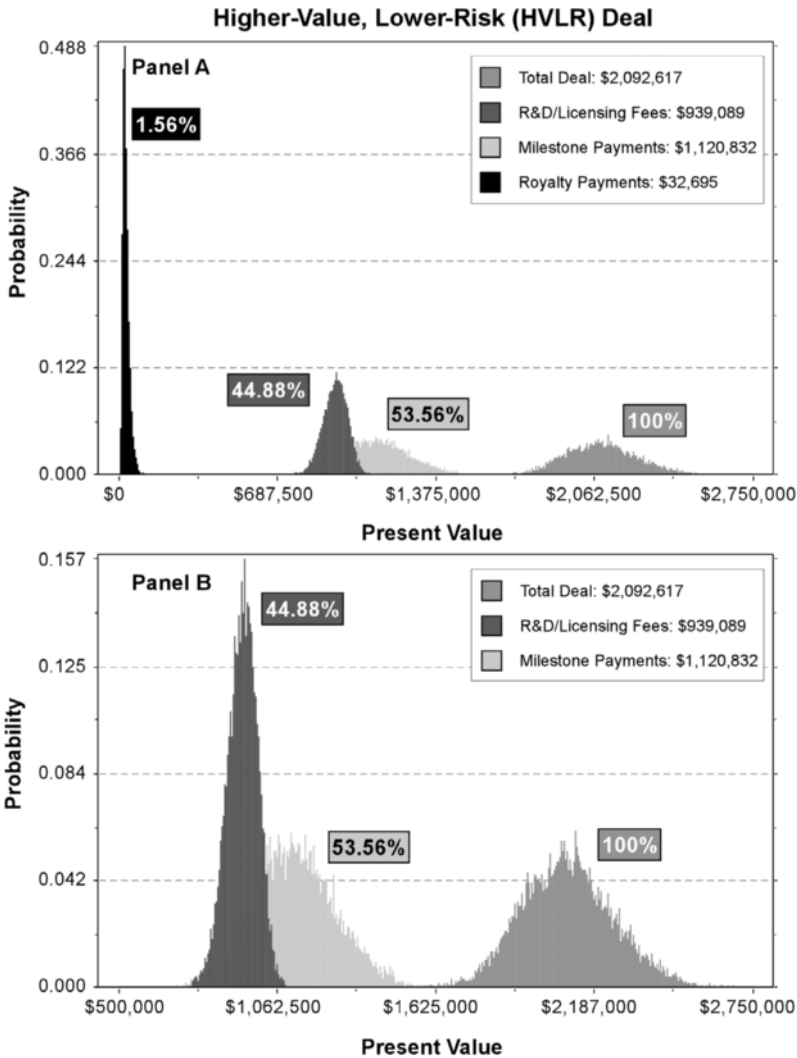 Higher-Value, Lower-Risk (HVLR) Deal
Panel A
1.56%
44.88%
53.56%
100%
Total Deal: $2,092,617
R&D/Licensing Fees: $939,089
Milestone Payments: $1,120,832
Royalty Payments: $32,695
Probability
0.488
0.366
0.244
0.122
0.000
$0
$687,500
$1,375,000
$2,062,500
$2,750,000
Present Value
Panel B
44.88%
53.56%
100%
Total Deal: $2,092,617
R&D/Licensing Fees: $939,089
Milestone Payments: $1,120,832
Probability
0.157
0.125
0.084
0.042
0.000
$500,000
$1,062,500
$1,625,000
$2,187,000
$2,750,000
Present Value